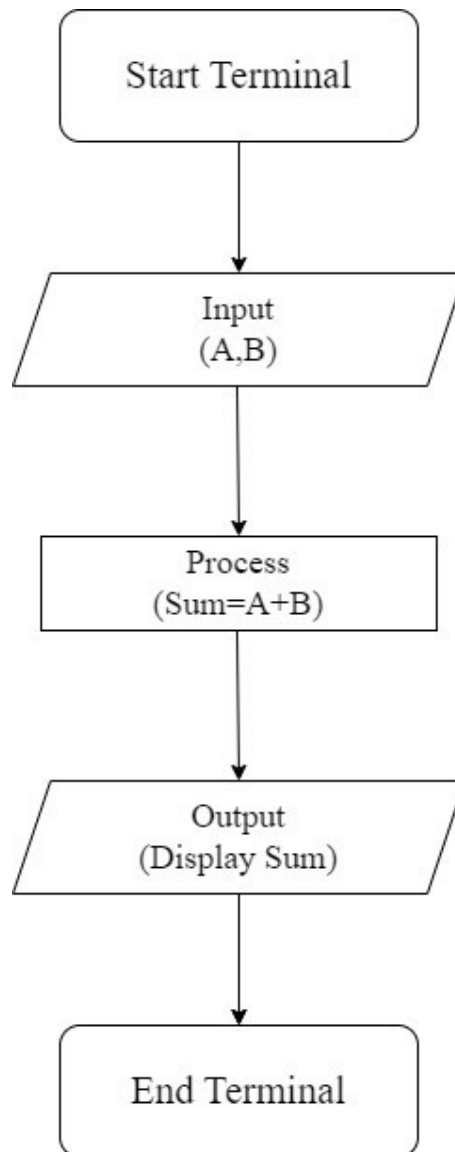 Start Terminal
Input
(A,B)
Process
(Sum=A+B)
Output
(Display Sum)
End Terminal